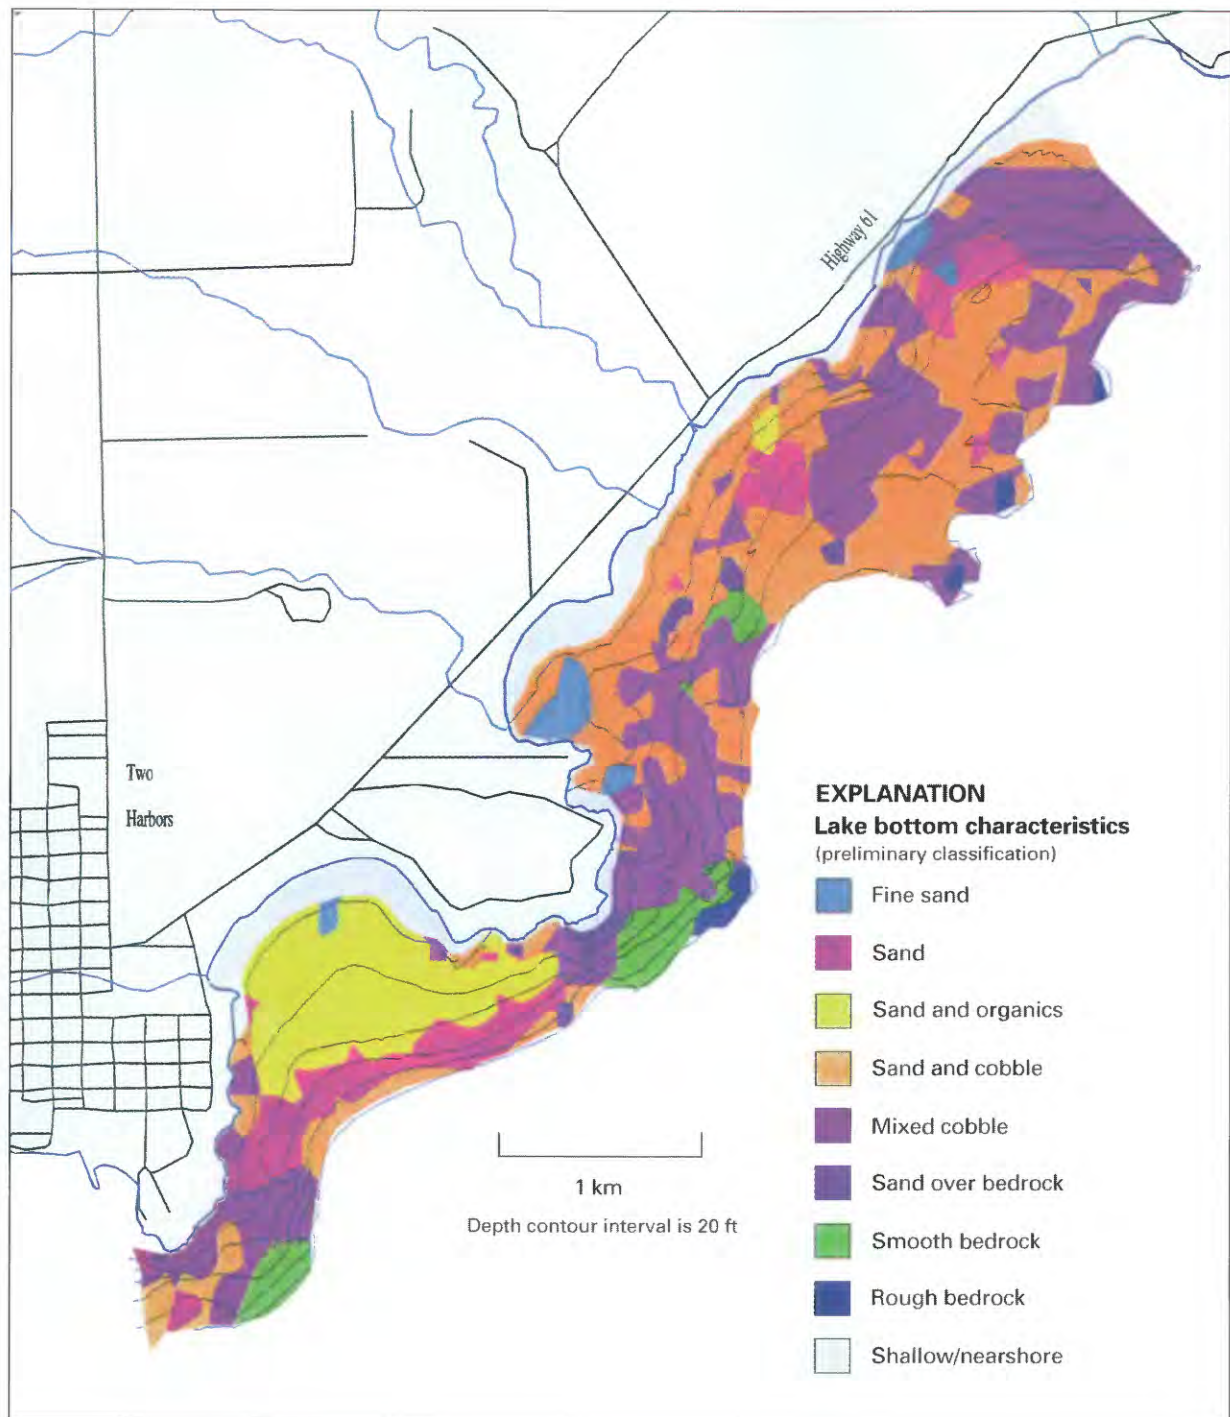 Highway 61
Two
Harbors
EXPLANATION
Lake bottom characteristics
(preliminary classification)
Fine sand
Sand
Sand and organics
Sand and cobble
Mixed cobble
Sand over bedrock
Smooth bedrock
Rough bedrock
Shallow/nearshore
1 km
Depth contour interval is 20 ft